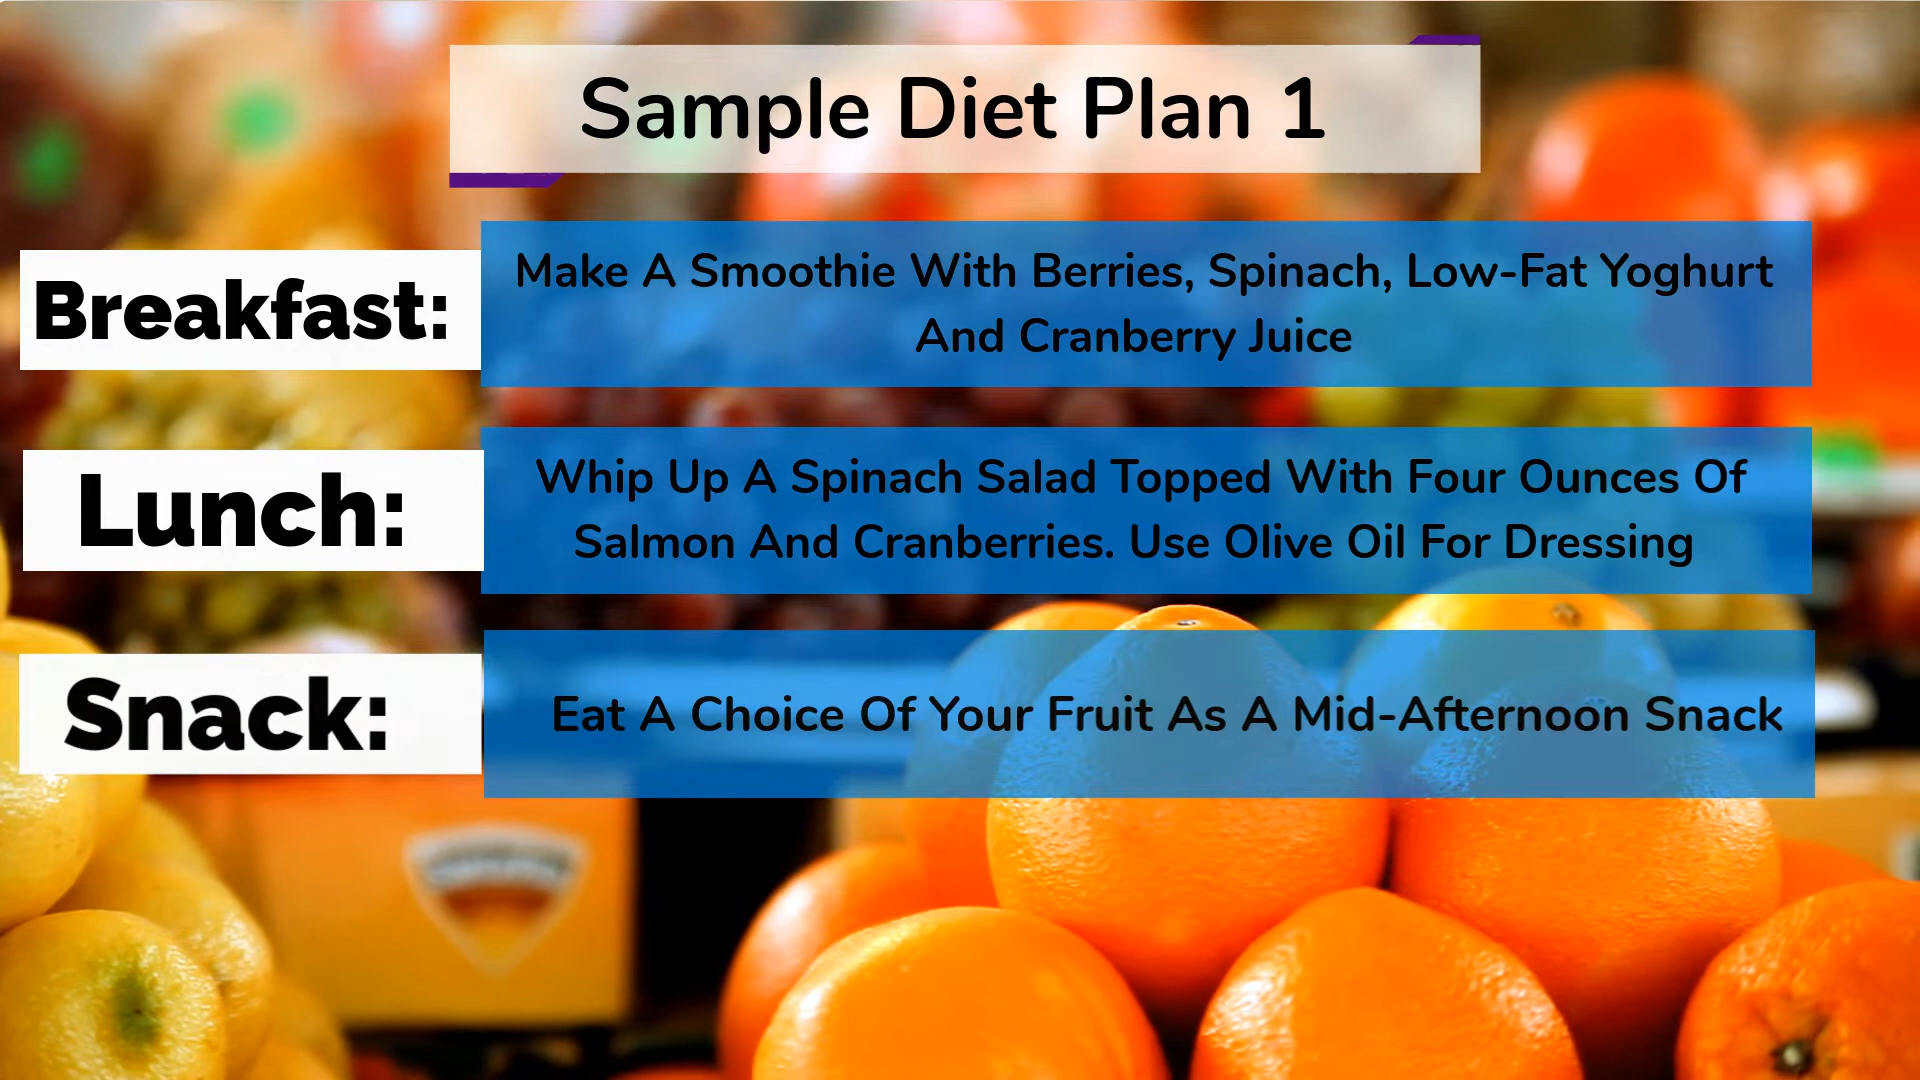 Sample Diet Plan 1
Breakfast:
Make A Smoothie With Berries, Spinach, Low-Fat Yoghurt
And Cranberry Juice
Lunch:
Whip Up A Spinach Salad Topped With Four Ounces Of
Salmon And Cranberries. Use Olive Oil For Dressing
Snack:
Eat A Choice Of Your Fruit As A Mid-Afternoon Snack